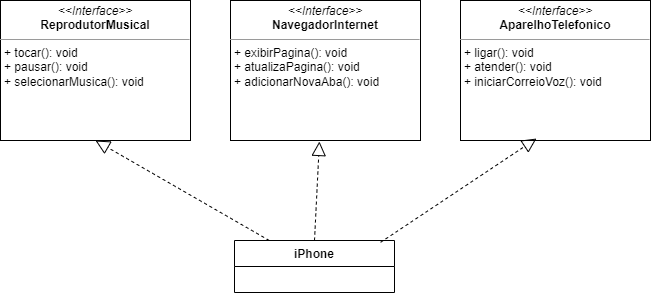 <<Interface>>
ReprodutorMusical
+ tocar(): void
+ pausar(): void
+ selecionarMusica(): void
<<Interface>>
NavegadorInternet
+ exibirPagina(): void
+ atualizaPagina(): void
+ adicionarNovaAba(): void
<<Interface>>
AparelhoTelefonico
+ ligar(): void
+ atender(): void
+ iniciarCorreioVoz(): void
iPhone